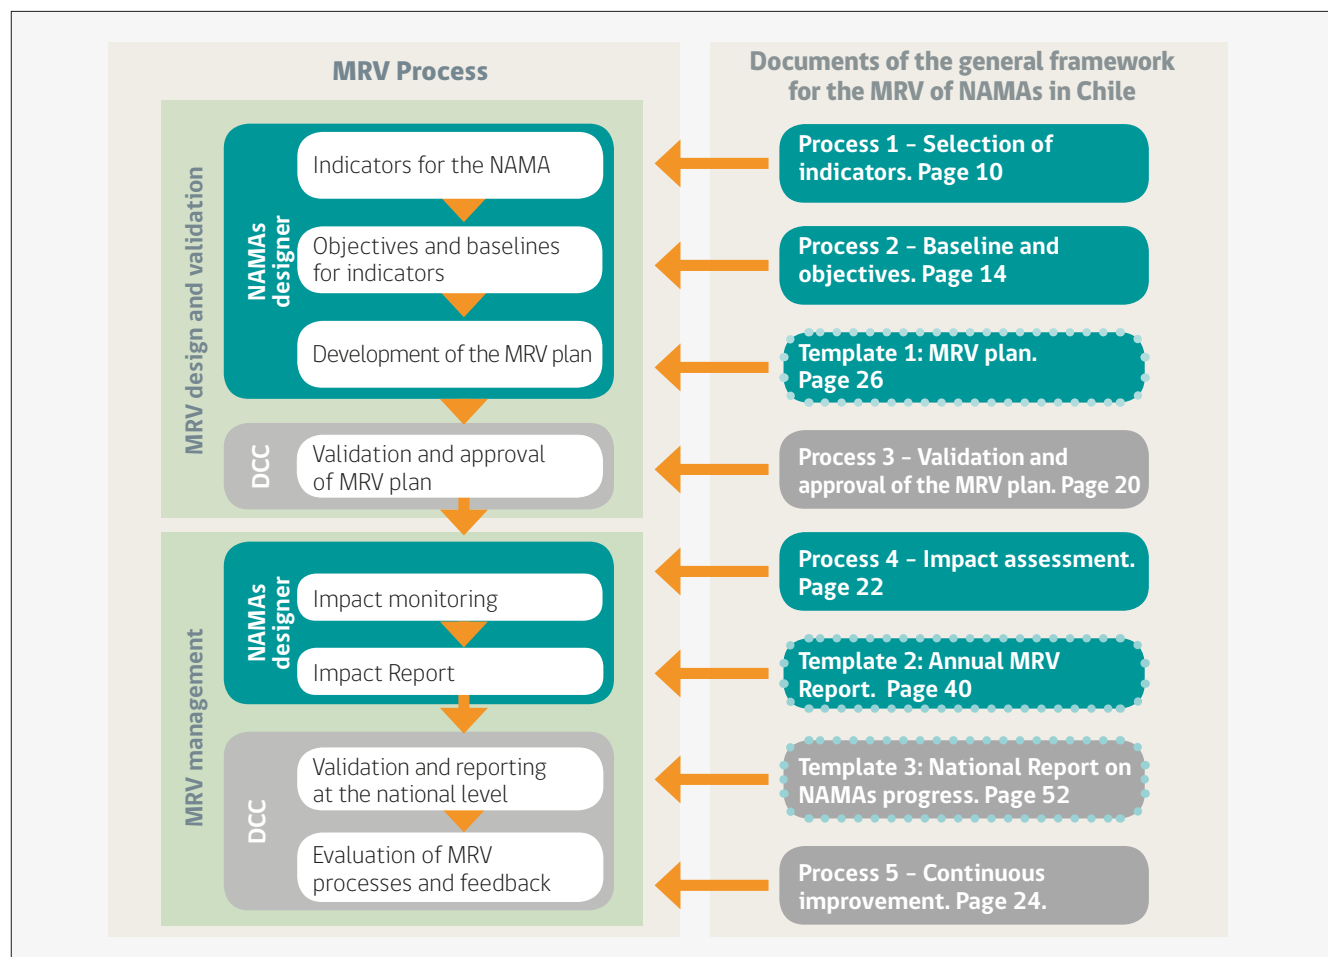 MRV Process
MRV design and validation
NAMAs
designer
Indicators for the NAMA
Objectives and baselines
for indicators
Development of the MRV plan
DCC
Validation and approval
of MRV plan
MRV management
NAMAs
designer
Impact monitoring
Impact Report
DCC
Validation and reporting
at the national level
Evaluation of MRV
processes and feedback
Documents of the general framework
for the MRV of NAMAs in Chile
Process 1 – Selection of
indicators. Page 10
Process 2 – Baseline and
objectives. Page 14
Template 1: MRV plan.
Page 26
Process 3 – Validation and
approval of the MRV plan. Page 20
Process 4 – Impact assessment.
Page 22
Template 2: Annual MRV
Report.  Page 40
Template 3: National Report on
NAMAs progress. Page 52
Process 5 – Continuous
improvement. Page 24.